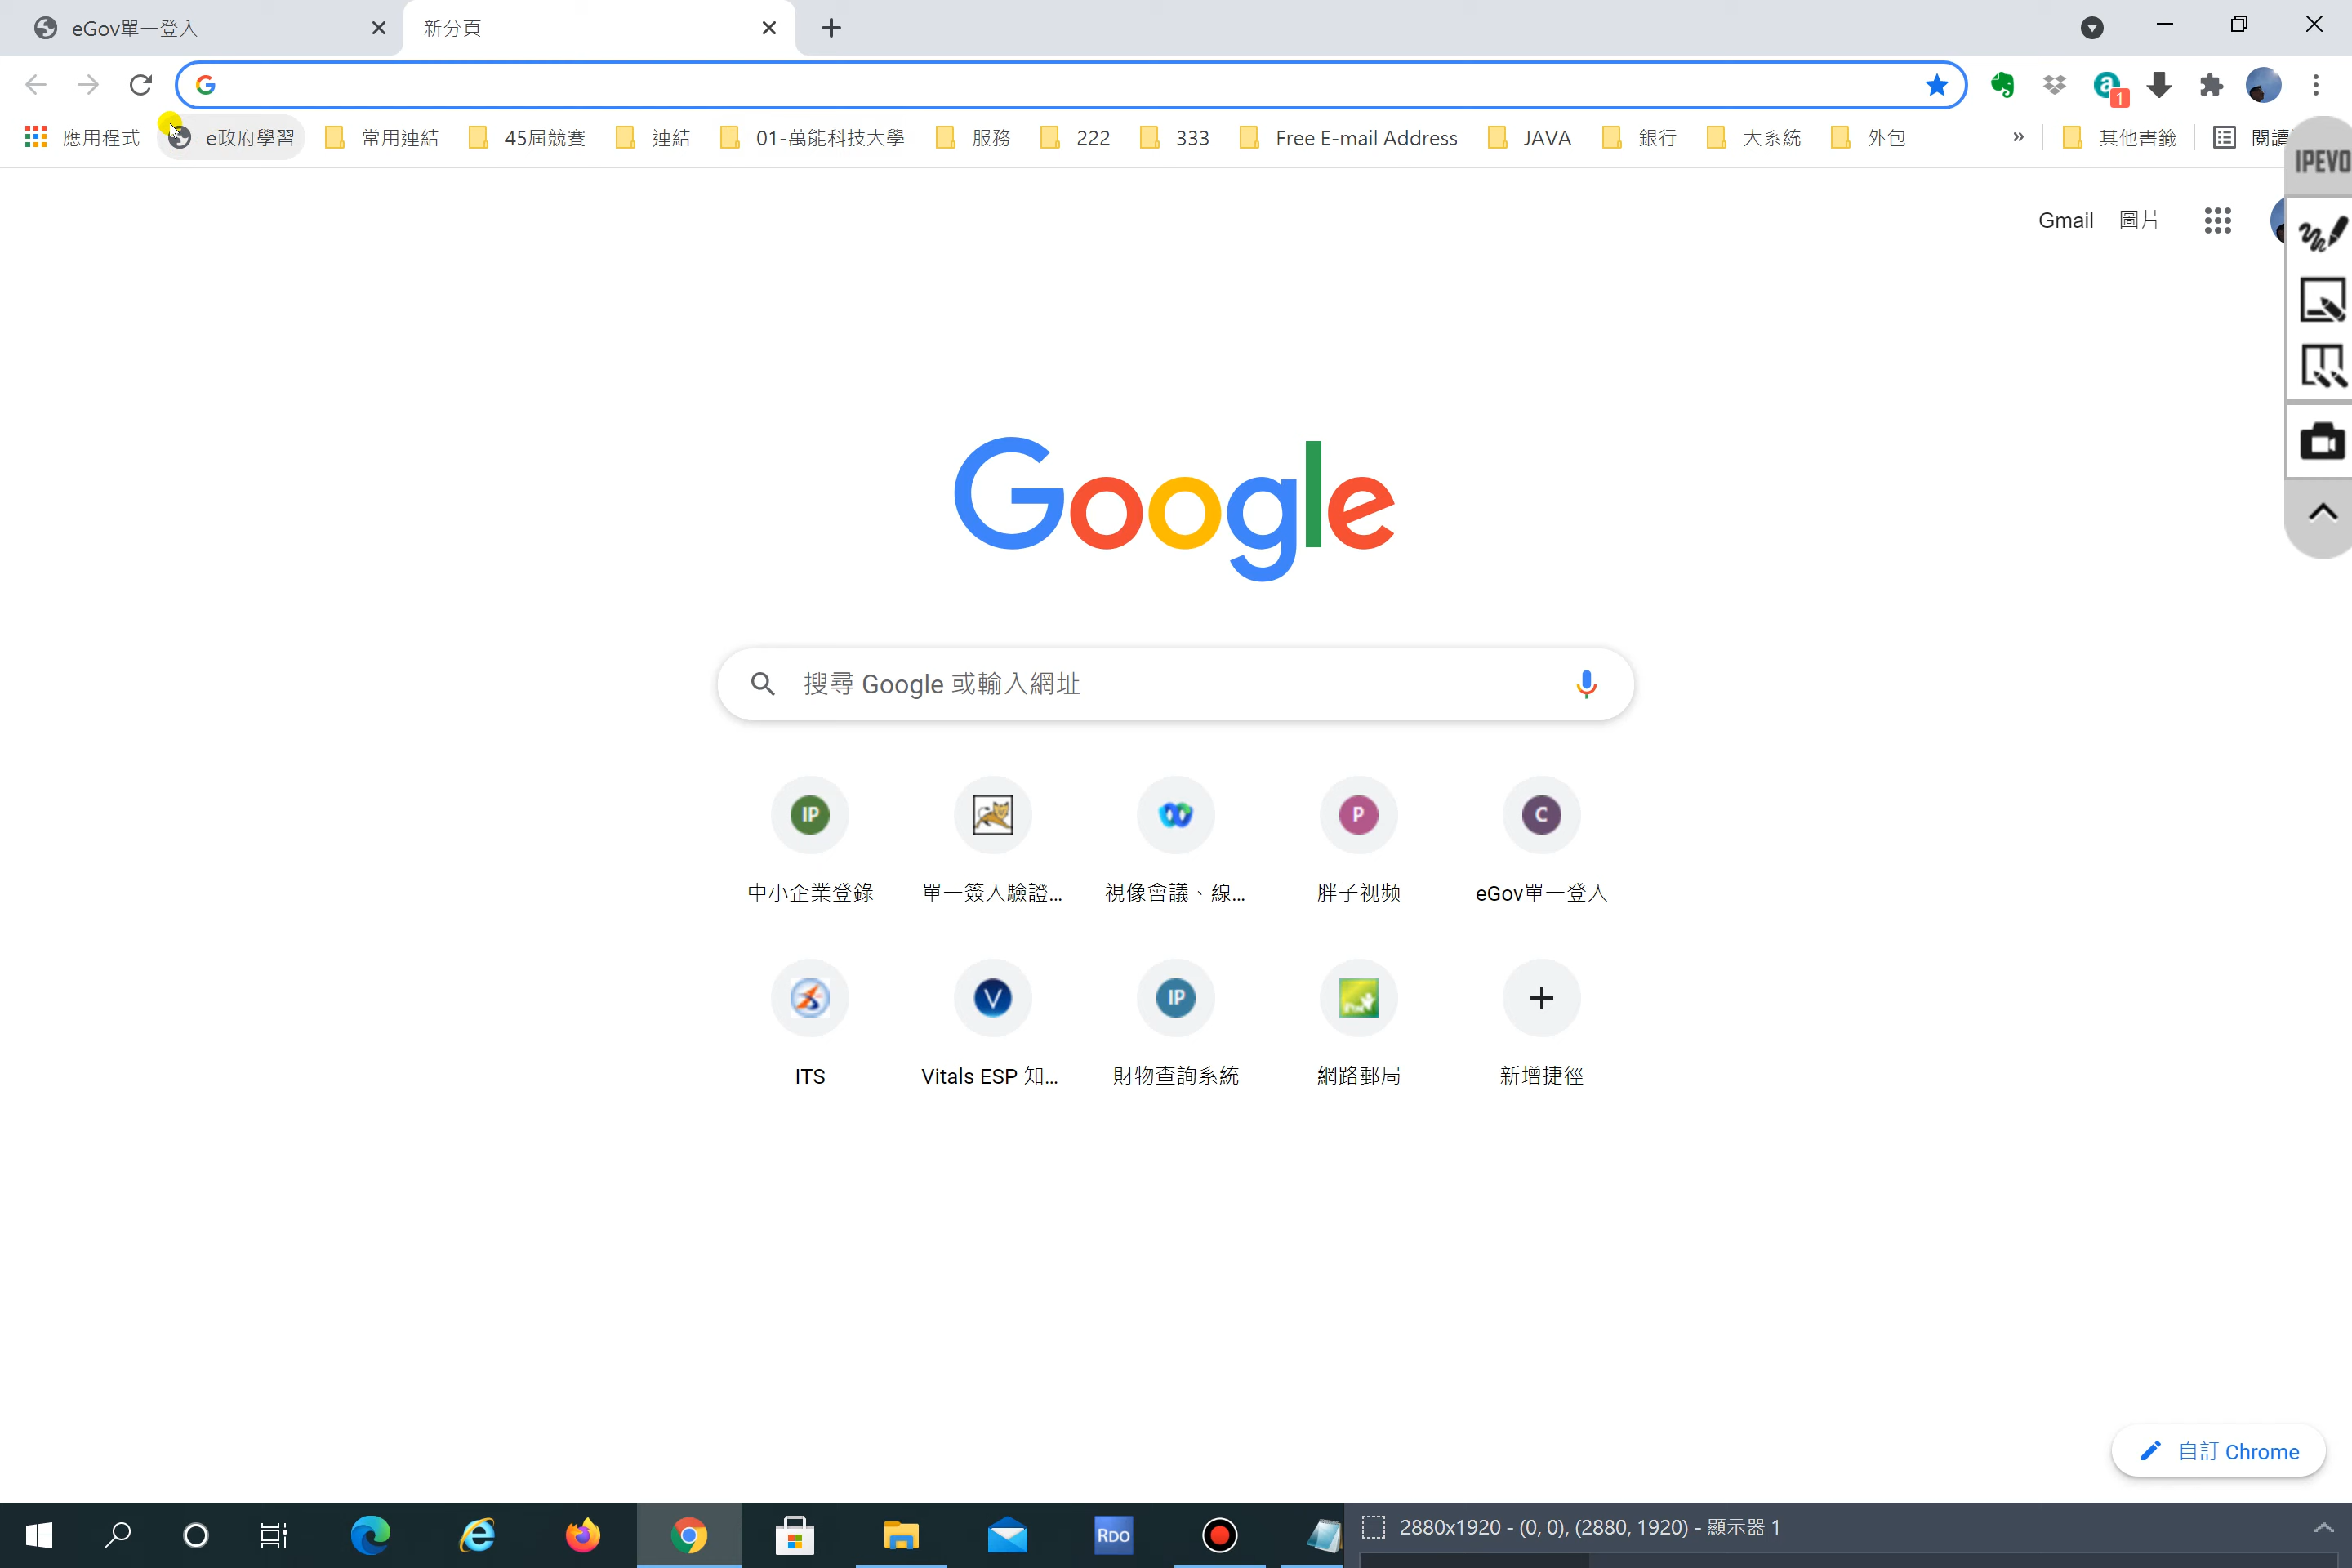 eGov單一登入
新分頁
應用程式 e政府學習 常用連結 45屆競賽 連結 01-萬能科技大學 服務 222 333 Free E-mail Address JAVA 銀行 大系統 外包 » 其他書籤 閱讀
IPEVO
1
Gmail 圖片
Google
搜尋 Google 或輸入網址
IP P C
中小企業登錄 單一簽入驗證... 視像會議、線... 胖子视频 eGov單一登入
V IP
ITS Vitals ESP 知... 財物查詢系統 網路郵局 新增捷徑
自訂 Chrome
RDO
2880x1920 - (0, 0), (2880, 1920) - 顯示器 1